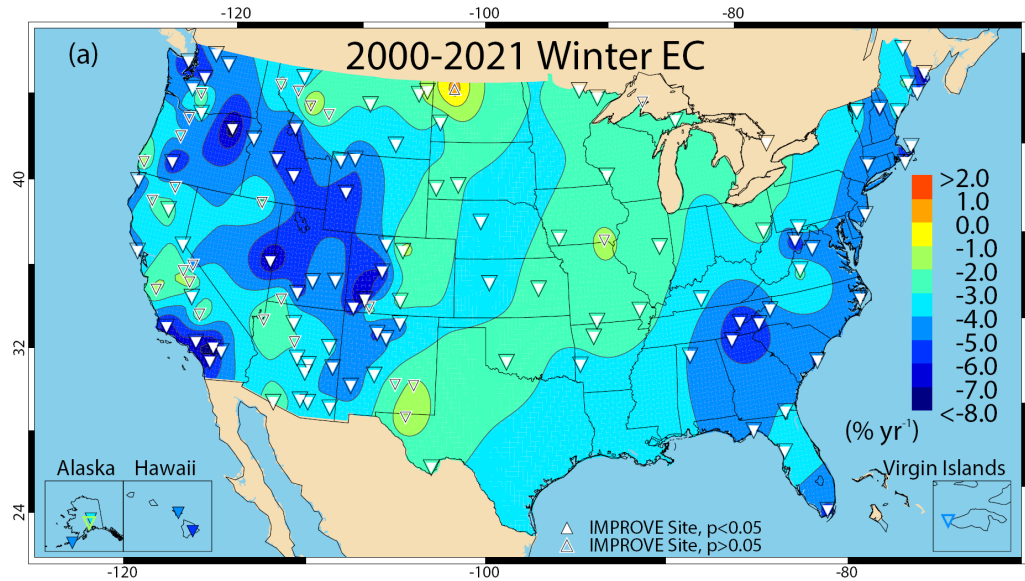 -120
-100
-80
(a)
2000-2021 Winter EC
40
32
24
>2.0
1.0
0.0
-1.0
-2.0
-3.0
-4.0
-5.0
-6.0
-7.0
<-8.0
(% yr⁻¹)
Alaska
Hawaii
Virgin Islands
IMPROVE Site, p<0.05
IMPROVE Site, p>0.05
-120
-100
-80